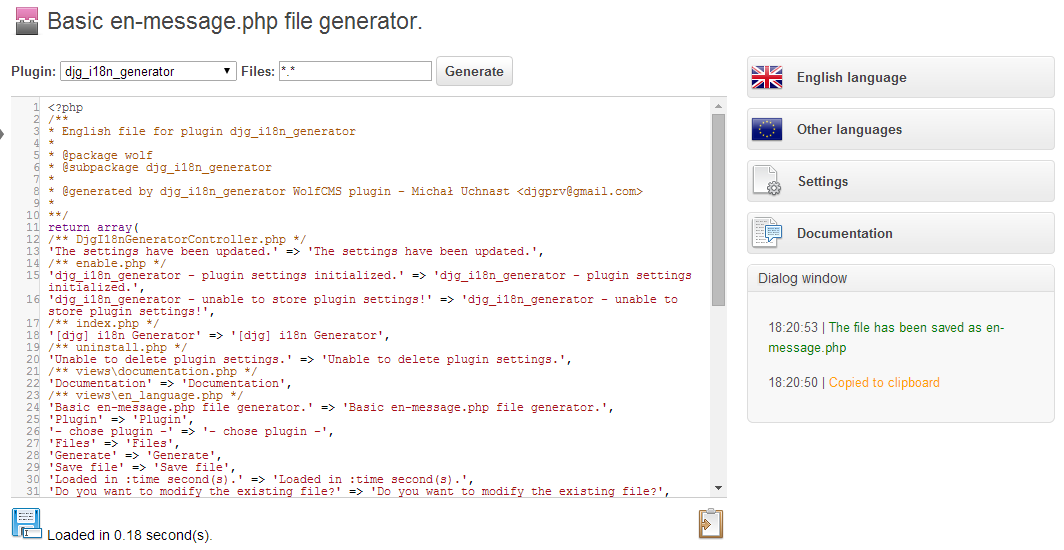 Basic en-message.php file generator.
Plugin: djg_i18n_generator Files: *.* Generate
1 <?php
2 /**
3 * English file for plugin djg_i18n_generator
4 *
5 * @package wolf
6 * @subpackage djg_i18n_generator
7 *
8 * @generated by djg_i18n_generator WolfCMS plugin - Michał Uchnast <djgprv@gmail.com>
9 *
10 **/
11 return array(
12 /** DjgI18nGeneratorController.php */
13 'The settings have been updated.' => 'The settings have been updated.',
14 /** enable.php */
15 'djg_i18n_generator - plugin settings initialized.' => 'djg_i18n_generator - plugin settings
initialized.',
16 'djg_i18n_generator - unable to store plugin settings!' => 'djg_i18n_generator - unable to
store plugin settings!',
17 /** index.php */
18 '[djg] i18n Generator' => '[djg] i18n Generator',
19 /** uninstall.php */
20 'Unable to delete plugin settings.' => 'Unable to delete plugin settings.',
21 /** views\documentation.php */
22 'Documentation' => 'Documentation',
23 /** views\en_language.php */
24 'Basic en-message.php file generator.' => 'Basic en-message.php file generator.',
25 'Plugin' => 'Plugin',
26 '- chose plugin -' => '- chose plugin -',
27 'Files' => 'Files',
28 'Generate' => 'Generate',
29 'Save file' => 'Save file',
30 'Loaded in :time second(s).' => 'Loaded in :time second(s).',
31 'Do you want to modify the existing file?' => 'Do you want to modify the existing file?',
Loaded in 0.18 second(s).
English language
Other languages
Settings
Documentation
Dialog window
18:20:53 | The file has been saved as en-
message.php
18:20:50 | Copied to clipboard